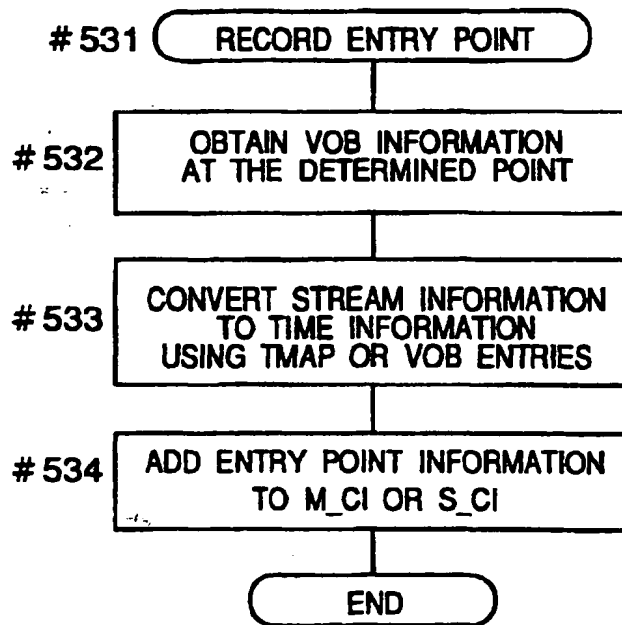 #531 RECORD ENTRY POINT
#532 OBTAIN VOB INFORMATION
AT THE DETERMINED POINT
#533 CONVERT STREAM INFORMATION
TO TIME INFORMATION
USING TMAP OR VOB ENTRIES
#534 ADD ENTRY POINT INFORMATION
TO M_CI OR S_CI
END